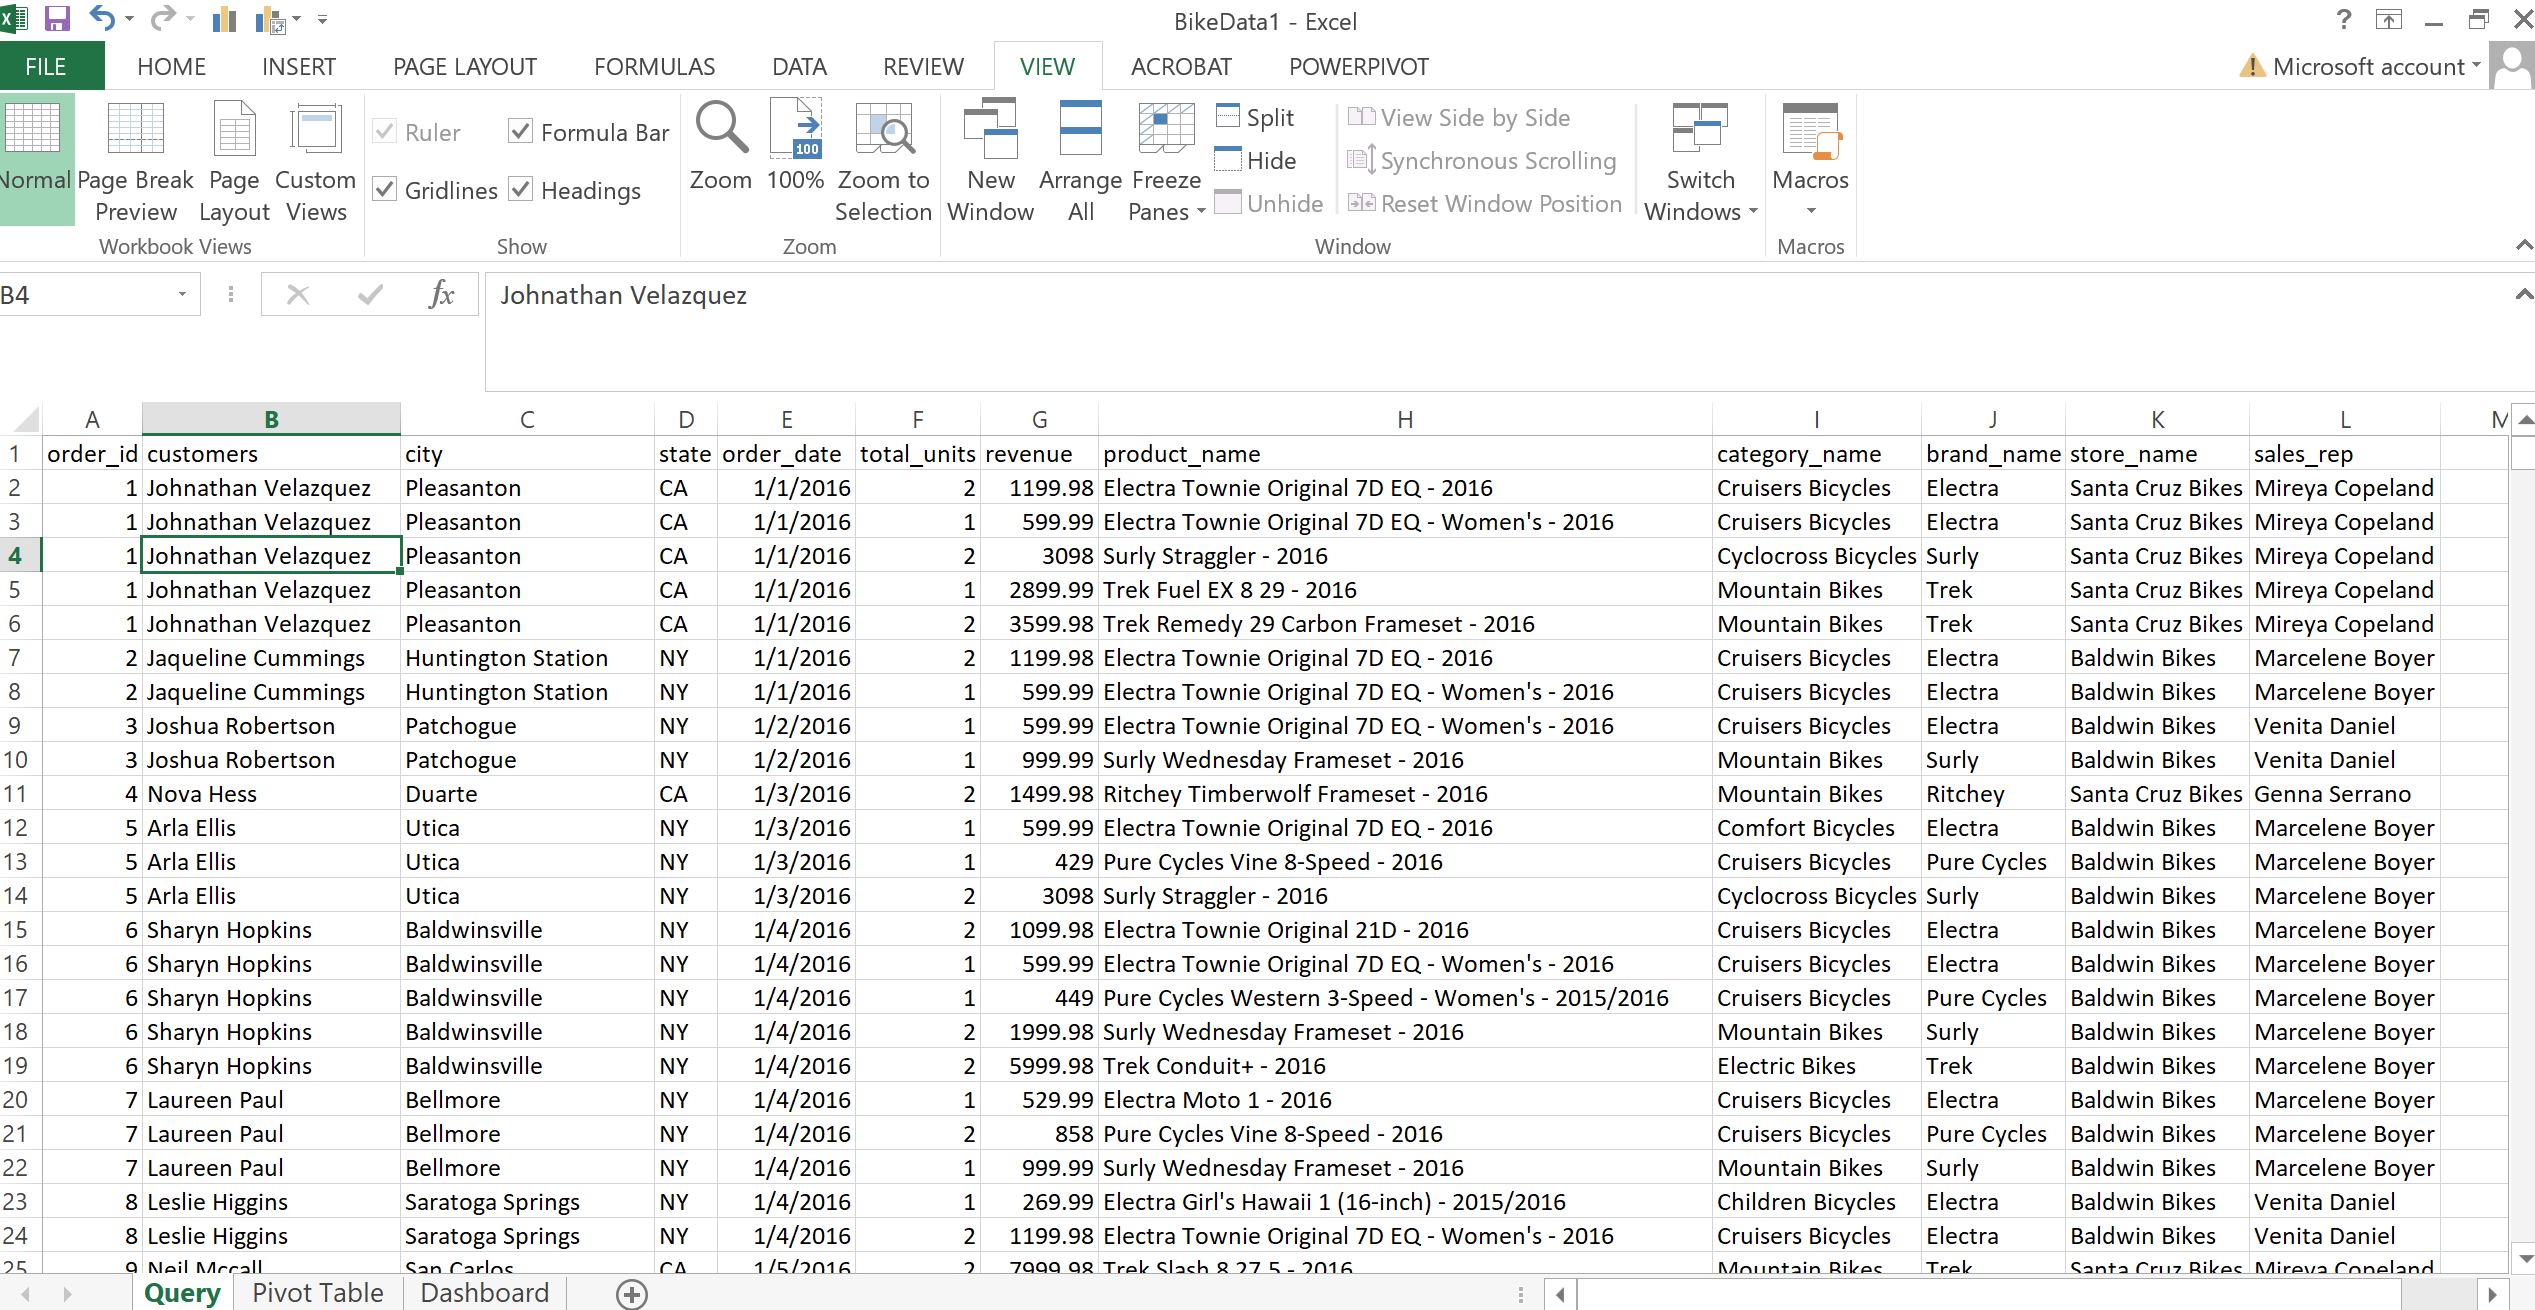 BikeData1 - Excel
?
FILE HOME INSERT PAGE LAYOUT FORMULAS DATA REVIEW VIEW ACROBAT POWERPIVOT Microsoft account
Normal Page Break Preview Page Layout Custom Views
Workbook Views
Ruler Formula Bar
Gridlines Headings
Show
Zoom 100% Zoom to Selection
100
Zoom
New Window Arrange All Freeze Panes
Split
Hide
Unhide
View Side by Side
Synchronous Scrolling
Reset Window Position
Switch Windows
Window
Macros
Macros
B4 fx Johnathan Velazquez
A B C D E F G H I J K L M
1 order_id customers city state order_date total_units revenue product_name category_name brand_name store_name sales_rep
2 1 Johnathan Velazquez Pleasanton CA 1/1/2016 2 1199.98 Electra Townie Original 7D EQ - 2016 Cruisers Bicycles Electra Santa Cruz Bikes Mireya Copeland
3 1 Johnathan Velazquez Pleasanton CA 1/1/2016 1 599.99 Electra Townie Original 7D EQ - Women's - 2016 Cruisers Bicycles Electra Santa Cruz Bikes Mireya Copeland
4 1 Johnathan Velazquez Pleasanton CA 1/1/2016 2 3098 Surly Straggler - 2016 Cyclocross Bicycles Surly Santa Cruz Bikes Mireya Copeland
5 1 Johnathan Velazquez Pleasanton CA 1/1/2016 1 2899.99 Trek Fuel EX 8 29 - 2016 Mountain Bikes Trek Santa Cruz Bikes Mireya Copeland
6 1 Johnathan Velazquez Pleasanton CA 1/1/2016 2 3599.98 Trek Remedy 29 Carbon Frameset - 2016 Mountain Bikes Trek Santa Cruz Bikes Mireya Copeland
7 2 Jaqueline Cummings Huntington Station NY 1/1/2016 2 1199.98 Electra Townie Original 7D EQ - 2016 Cruisers Bicycles Electra Baldwin Bikes Marcelene Boyer
8 2 Jaqueline Cummings Huntington Station NY 1/1/2016 1 599.99 Electra Townie Original 7D EQ - Women's - 2016 Cruisers Bicycles Electra Baldwin Bikes Marcelene Boyer
9 3 Joshua Robertson Patchogue NY 1/2/2016 1 599.99 Electra Townie Original 7D EQ - Women's - 2016 Cruisers Bicycles Electra Baldwin Bikes Venita Daniel
10 3 Joshua Robertson Patchogue NY 1/2/2016 1 999.99 Surly Wednesday Frameset - 2016 Mountain Bikes Surly Baldwin Bikes Venita Daniel
11 4 Nova Hess Duarte CA 1/3/2016 2 1499.98 Ritchey Timberwolf Frameset - 2016 Mountain Bikes Ritchey Santa Cruz Bikes Genna Serrano
12 5 Arla Ellis Utica NY 1/3/2016 1 599.99 Electra Townie Original 7D EQ - 2016 Comfort Bicycles Electra Baldwin Bikes Marcelene Boyer
13 5 Arla Ellis Utica NY 1/3/2016 1 429 Pure Cycles Vine 8-Speed - 2016 Cruisers Bicycles Pure Cycles Baldwin Bikes Marcelene Boyer
14 5 Arla Ellis Utica NY 1/3/2016 2 3098 Surly Straggler - 2016 Cyclocross Bicycles Surly Baldwin Bikes Marcelene Boyer
15 6 Sharyn Hopkins Baldwinsville NY 1/4/2016 2 1099.98 Electra Townie Original 21D - 2016 Cruisers Bicycles Electra Baldwin Bikes Marcelene Boyer
16 6 Sharyn Hopkins Baldwinsville NY 1/4/2016 1 599.99 Electra Townie Original 7D EQ - Women's - 2016 Cruisers Bicycles Electra Baldwin Bikes Marcelene Boyer
17 6 Sharyn Hopkins Baldwinsville NY 1/4/2016 1 449 Pure Cycles Western 3-Speed - Women's - 2015/2016 Cruisers Bicycles Pure Cycles Baldwin Bikes Marcelene Boyer
18 6 Sharyn Hopkins Baldwinsville NY 1/4/2016 2 1999.98 Surly Wednesday Frameset - 2016 Mountain Bikes Surly Baldwin Bikes Marcelene Boyer
19 6 Sharyn Hopkins Baldwinsville NY 1/4/2016 2 5999.98 Trek Conduit+ - 2016 Electric Bikes Trek Baldwin Bikes Marcelene Boyer
20 7 Laureen Paul Bellmore NY 1/4/2016 1 529.99 Electra Moto 1 - 2016 Cruisers Bicycles Electra Baldwin Bikes Marcelene Boyer
21 7 Laureen Paul Bellmore NY 1/4/2016 2 858 Pure Cycles Vine 8-Speed - 2016 Cruisers Bicycles Pure Cycles Baldwin Bikes Marcelene Boyer
22 7 Laureen Paul Bellmore NY 1/4/2016 1 999.99 Surly Wednesday Frameset - 2016 Mountain Bikes Surly Baldwin Bikes Marcelene Boyer
23 8 Leslie Higgins Saratoga Springs NY 1/4/2016 1 269.99 Electra Girl's Hawaii 1 (16-inch) - 2015/2016 Children Bicycles Electra Baldwin Bikes Venita Daniel
24 8 Leslie Higgins Saratoga Springs NY 1/4/2016 2 1199.98 Electra Townie Original 7D EQ - Women's - 2016 Cruisers Bicycles Electra Baldwin Bikes Venita Daniel
25 9 Neil Mccall San Carlos CA 1/5/2016 2 7999.98 Trek Slash 8 27.5 - 2016 Mountain Bikes Trek Santa Cruz Bikes Mireya Copeland
Query Pivot Table Dashboard